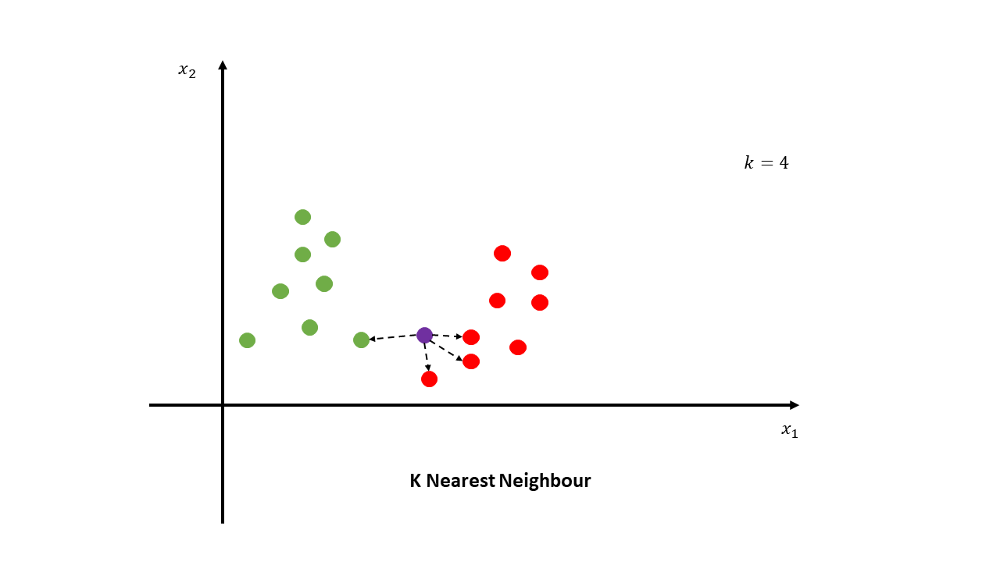 x₂
k = 4
x₁
K Nearest Neighbour